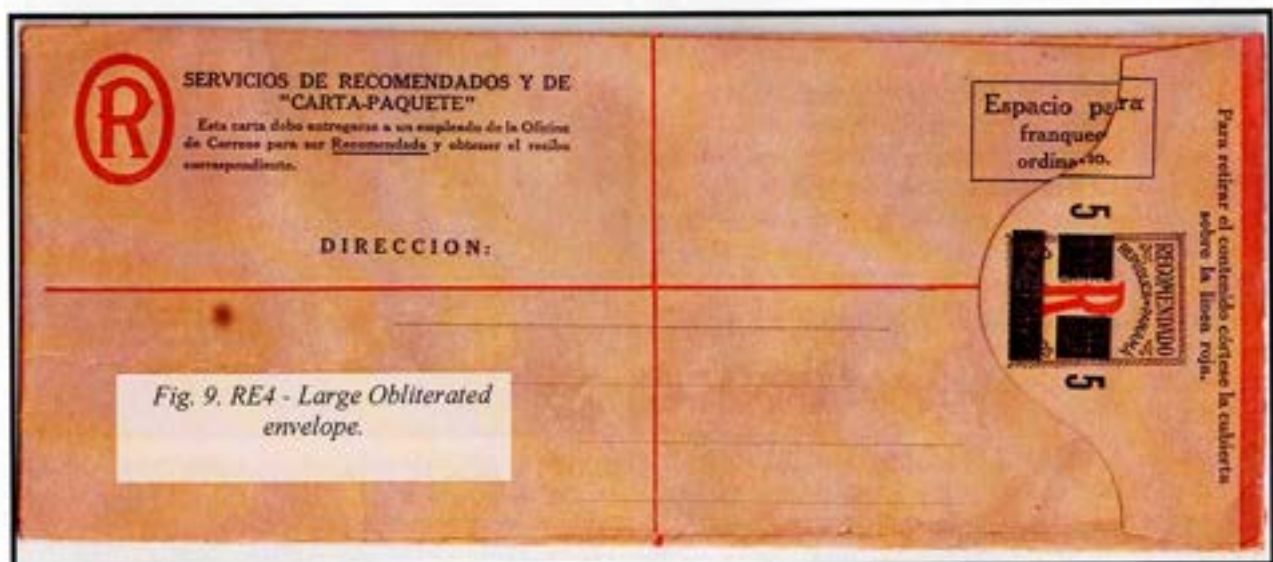 R
SERVICIOS DE RECOMENDADOS Y DE
"CARTA-PAQUETE"
Esta carta debe entregarse a un empleado de la Oficina
de Correos para ser Recomendada y obtener el recibo
correspondiente.
DIRECCION:
Espacio para
franqueo
ordinario.
Para retirar el contenido córtese la cubierta
sobre la linea roja.
5
RECOMENDADO
R
5
Fig. 9. RE4 - Large Obliterated
envelope.